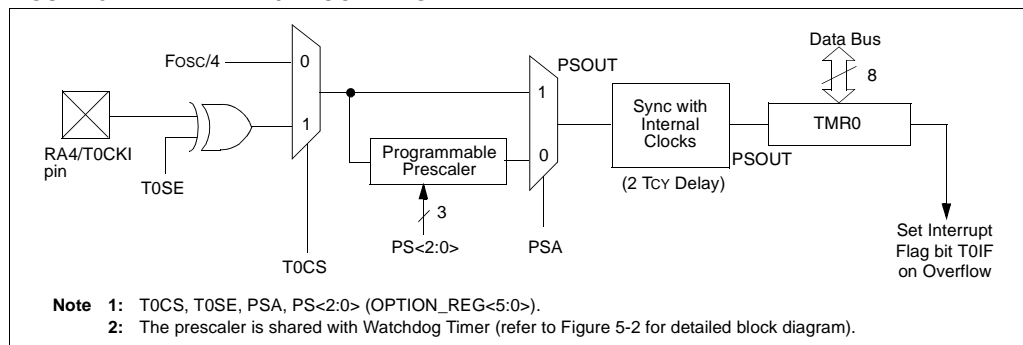 Data Bus
FOSC/4
0
PSOUT
8
1
Sync with
Internal
Clocks
TMR0
1
RA4/T0CKI
pin
Programmable
Prescaler
0
PSOUT
T0SE
(2 TCY Delay)
3
PS<2:0>
PSA
T0CS
Set Interrupt
Flag bit T0IF
on Overflow
Note 1: T0CS, T0SE, PSA, PS<2:0> (OPTION_REG<5:0>).
2: The prescaler is shared with Watchdog Timer (refer to Figure 5-2 for detailed block diagram).